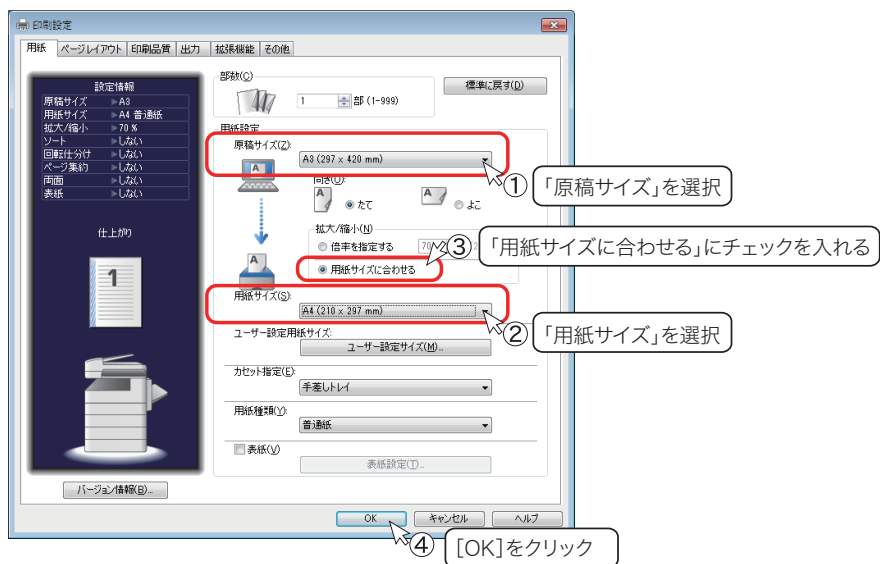 印刷設定
用紙 ページレイアウト 印刷品質 出力 拡張機能 その他
設定情報
原稿サイズ ▶A3
用紙サイズ ▶A4 普通紙
拡大/縮小 ▶70 %
ソート ▶しない
回転仕分け ▶しない
ページ集約 ▶しない
両面 ▶しない
表紙 ▶しない
仕上がり
1
バージョン情報(B)...
部数(C)
1 部 (1-999)
標準に戻す(D)
用紙設定
原稿サイズ(Z):
A3 (297 x 420 mm)
① 「原稿サイズ」を選択
向き(U):
A たて A よこ
拡大/縮小(N)
倍率を指定する 70
③ 「用紙サイズに合わせる」にチェックを入れる
用紙サイズに合わせる
A
A
用紙サイズ(S):
A4 (210 x 297 mm)
② 「用紙サイズ」を選択
ユーザー設定用紙サイズ:
ユーザー設定サイズ(M)...
カセット指定(E):
手差しトレイ
用紙種類(Y):
普通紙
表紙(V)
表紙設定(T)...
OK キャンセル ヘルプ
④ [OK]をクリック